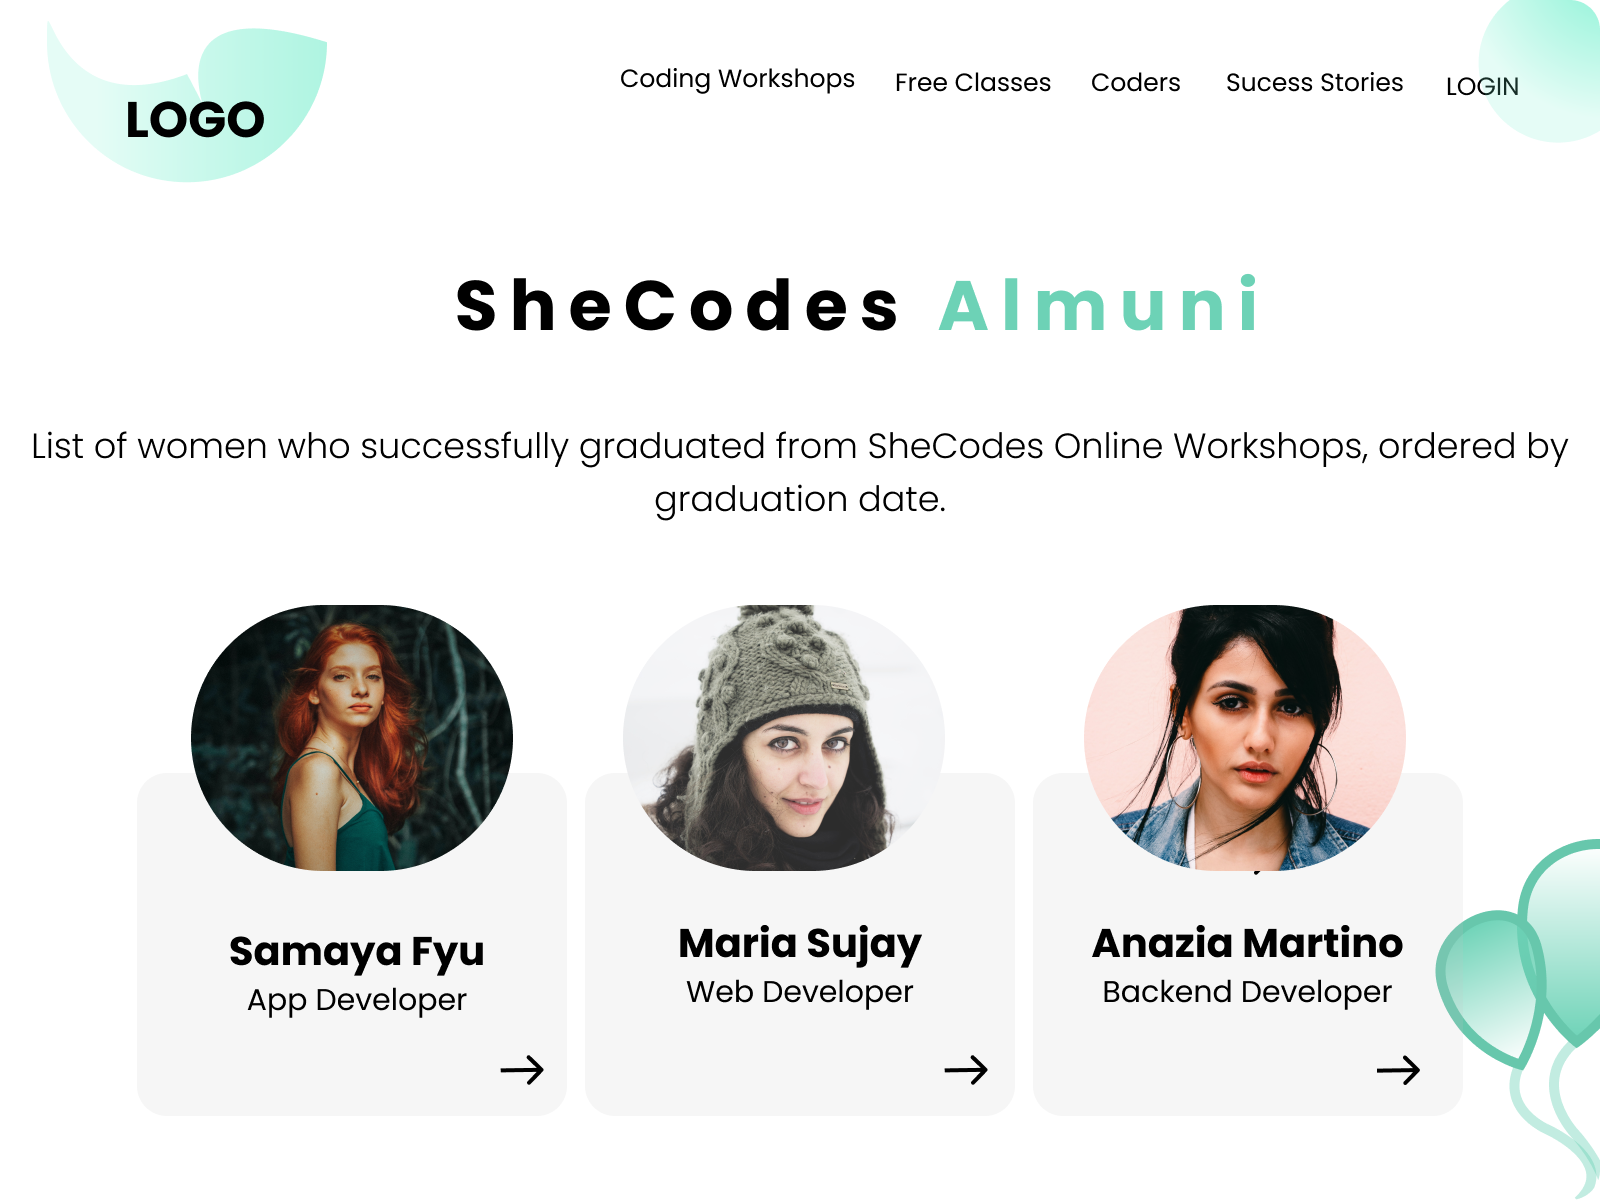 LOGO
Coding Workshops
Free Classes
Coders
Sucess Stories
LOGIN
SheCodes Almuni
List of women who successfully graduated from SheCodes Online Workshops, ordered by
graduation date.
Samaya Fyu
App Developer
Maria Sujay
Web Developer
Anazia Martino
Backend Developer